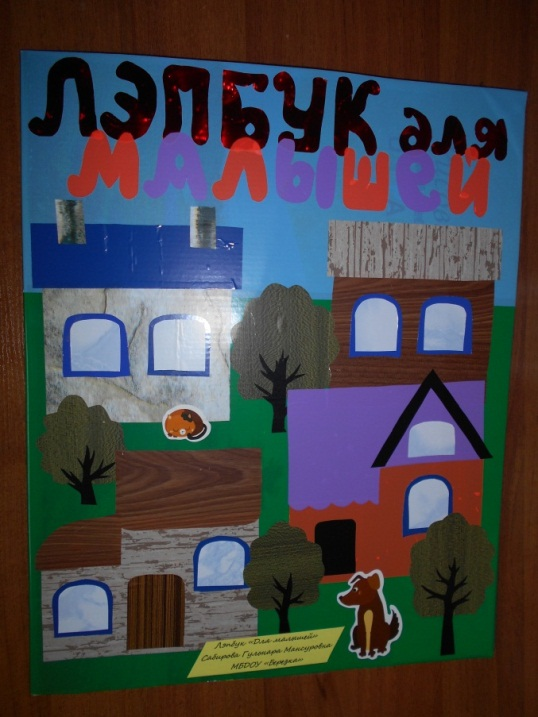 ЛЭПБУК для
малышей
Лэпбук «Для малышей»
Сабирова Гульнара Мансуровна
МБДОУ «Березка»